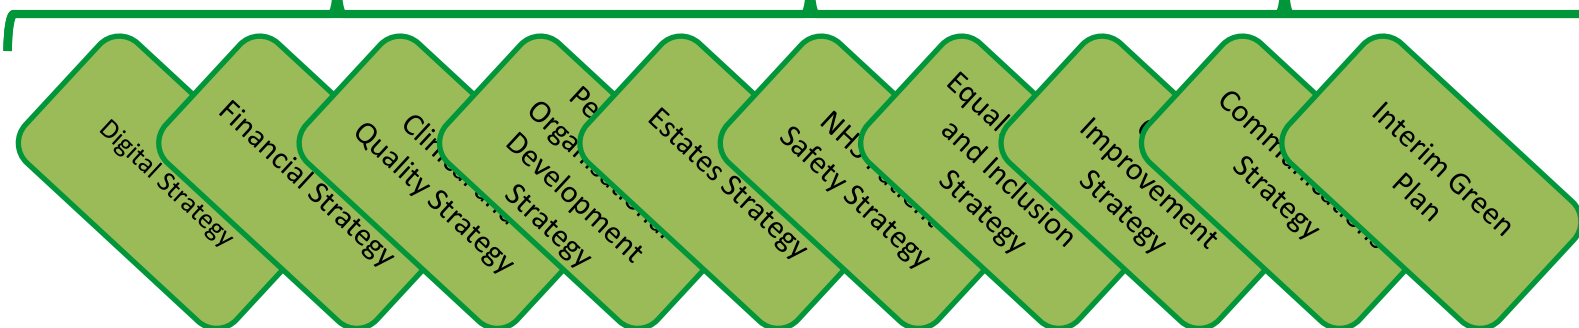 Digital Strategy
Financial Strategy
Quality Strategy
Development
Strategy
Estates Strategy
NHS
Safety Strategy
and Inclusion
Strategy
Improvement
Strategy
Strategy
Interim Green
Plan